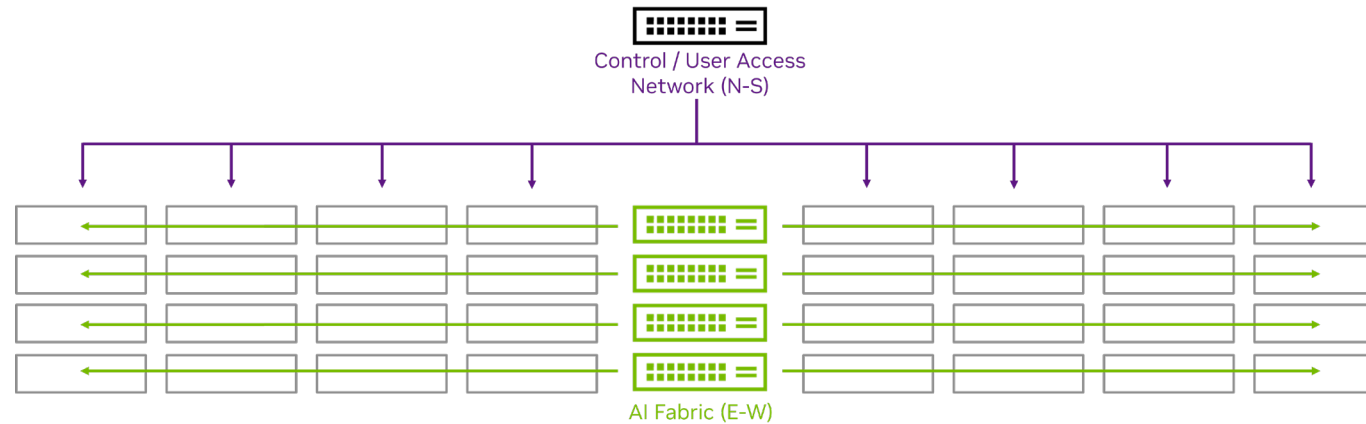 Control / User Access
Network (N-S)
AI Fabric (E-W)